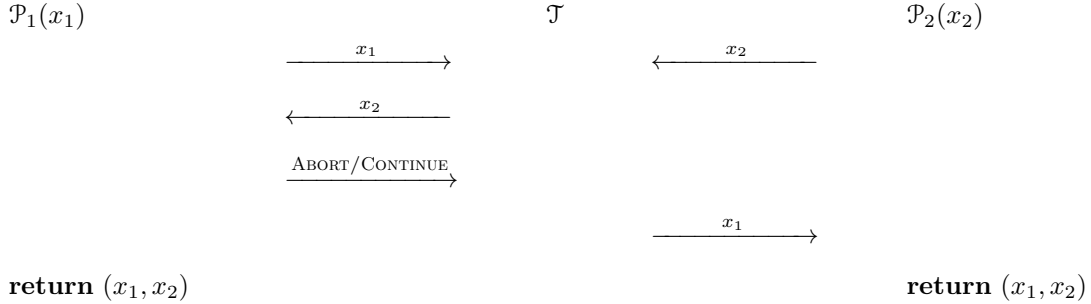 𝒫₁(x₁) 𝒯 𝒫₂(x₂)
x₁ x₂
x₂
ABORT/CONTINUE
x₁
return (x₁, x₂) return (x₁, x₂)